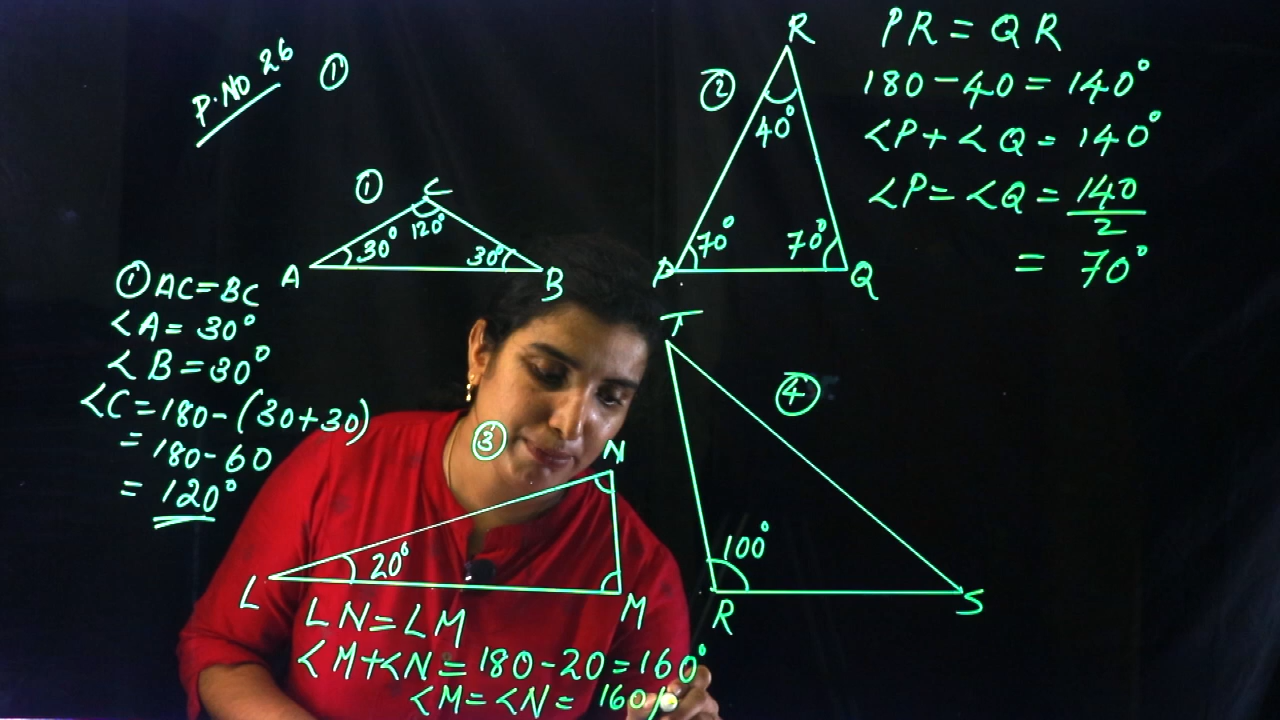 P.NO 26 ①
① C
120°
30° 30°
A B
① AC=BC
∠A= 30°
∠B=30°
∠C=180-(30+30)
= 180-60
= 120°
② R
40°
70° 70°
P Q
PR = QR
180-40=140°
∠P+∠Q=140°
∠P=∠Q=140/2
= 70°
③ N
20°
L M
LN=LM
∠M+∠N=180-20=160°
∠M=∠N= 160/
T
④
100°
R S